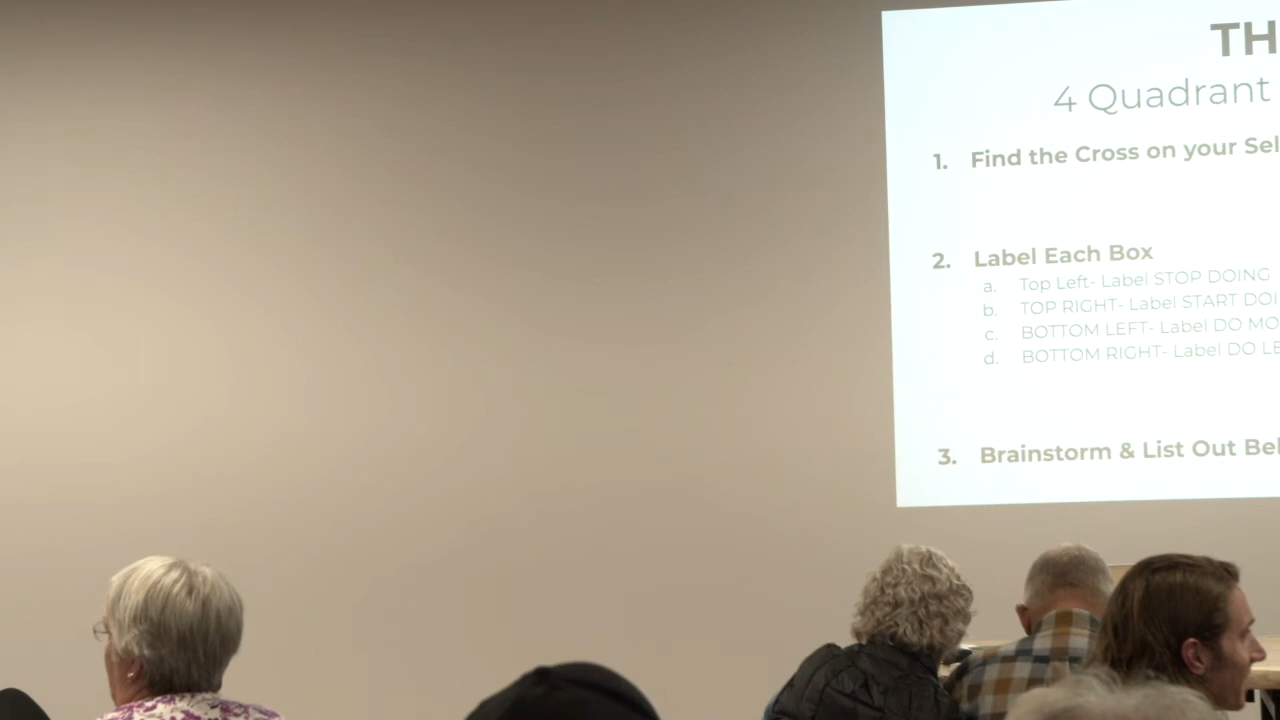 TH
4 Quadrant
1. Find the Cross on your Sel
2. Label Each Box
a. Top Left- Label STOP DOING
b. TOP RIGHT- Label START DOI
c. BOTTOM LEFT- Label DO MO
d. BOTTOM RIGHT- Label DO LE
3. Brainstorm & List Out Bel